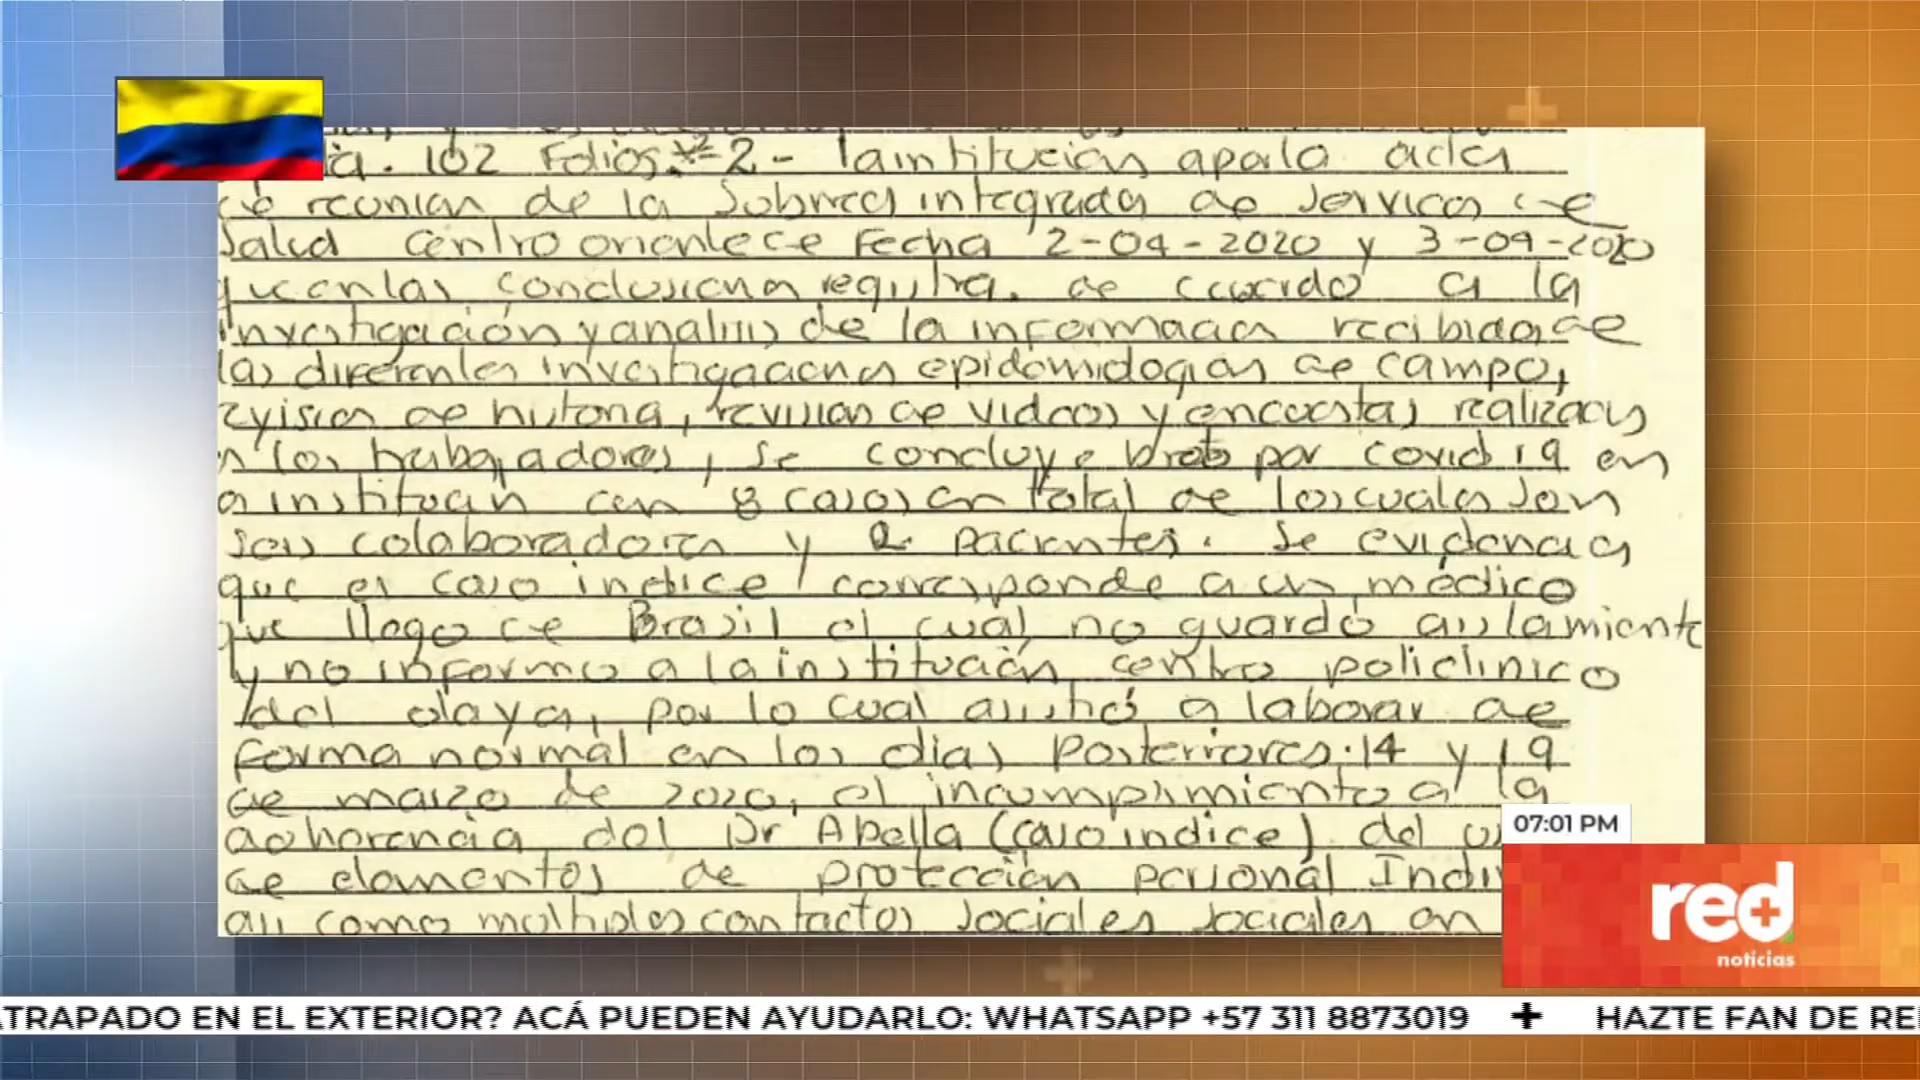 102 Folios. *=2- la intitucion
de reunion de la Subred integrada de servicios de
Salud centro oriente de Fecha 2-04-2020 y 3-04-2020
que en las conclusiones registra. de acuerdo a la
investigación y analisis de la informacion recibida de
las diferentes investigaciones epidemiologicas de campo,
revision de historia, revision de videos y encuestas realizadas
a los trabajadores, se concluye brote por covid 19 en
la institucion con 8 casos en total de los cuales son
seis colaboradores y 2 pacientes. Se evidencia
que el caso indice corresponde a un médico
que llego de Brasil el cual no guardo aislamiento
y no informo a la institución centro policlinico
del olaya, por lo cual asistió a laborar de
forma normal en los dias posteriores. 14 y 19
de marzo de 2020, el incumplimiento a la
adherencia del Dr Abella (caso indice) del
de elementos de protección personal
asi como multiples contactos sociales sociales en
07:01 PM
red+
noticias
ATRAPADO EN EL EXTERIOR? ACÁ PUEDEN AYUDARLO: WHATSAPP +57 311 8873019 + HAZTE FAN DE RE